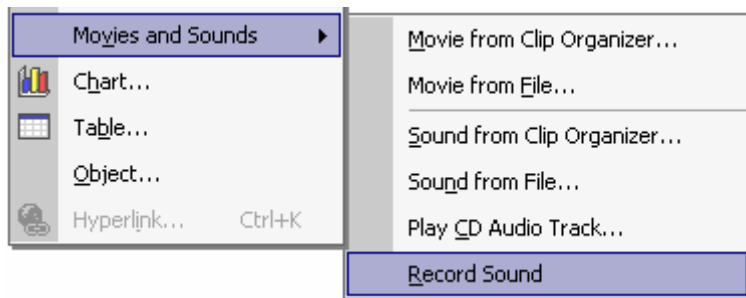 Movies and Sounds
Chart...
Table...
Object...
Hyperlink... Ctrl+K
Movie from Clip Organizer...
Movie from File...
Sound from Clip Organizer...
Sound from File...
Play CD Audio Track...
Record Sound